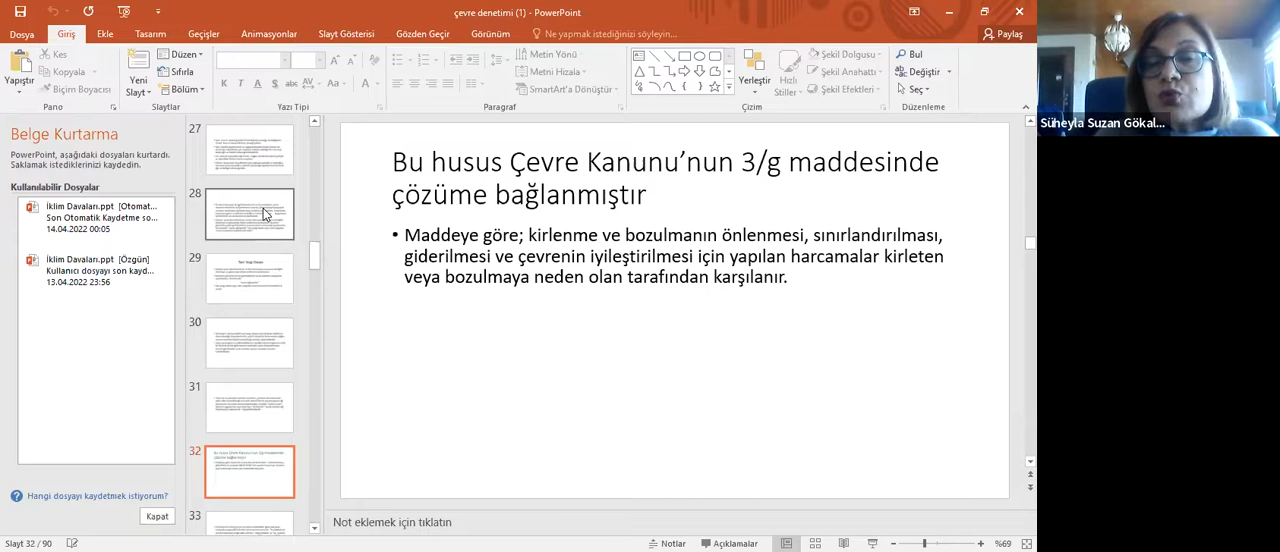 çevre denetimi (1) - PowerPoint
Dosya Giriş Ekle Tasarım Geçişler Animasyonlar Slayt Gösterisi Gözden Geçir Görünüm Ne yapmak istediğinizi söyleyin... Paylaş
Yapıştır
Kes
Kopyala
Biçim Boyacısı
Pano
Yeni Slayt
Düzen
Sıfırla
Bölüm
Slaytlar
K T A S abc AV Aa A
Yazı Tipi
Metin Yönü
Metni Hizala
SmartArt'a Dönüştür
Paragraf
Yerleştir
Hızlı Stiller
Şekil Dolgusu
Şekil Anahattı
Şekil Efektleri
Çizim
Bul
Değiştir
Seç
Düzenleme
Belge Kurtarma
PowerPoint, aşağıdaki dosyaları kurtardı.
Saklamak istediklerinizi kaydedin.
Kullanılabilir Dosyalar
İklim Davaları.ppt [Otomat...
Son Otomatik Kaydetme so...
14.04.2022 00:05
İklim Davaları.ppt [Özgün]
Kullanıcı dosyayı son kaydı...
13.04.2022 23:56
Hangi dosyayı kaydetmek istiyorum?
Kapat
27
28
29
30
31
32
33
Bu husus Çevre Kanunu’nun 3/g maddesinde
çözüme bağlanmıştır
• Maddeye göre; kirlenme ve bozulmanın önlenmesi, sınırlandırılması,
giderilmesi ve çevrenin iyileştirilmesi için yapılan harcamalar kirleten
veya bozulmaya neden olan tarafından karşılanır.
Not eklemek için tıklatın
Süheyla Suzan Gökal...
Slayt 32 / 90
Notlar
Açıklamalar
%69